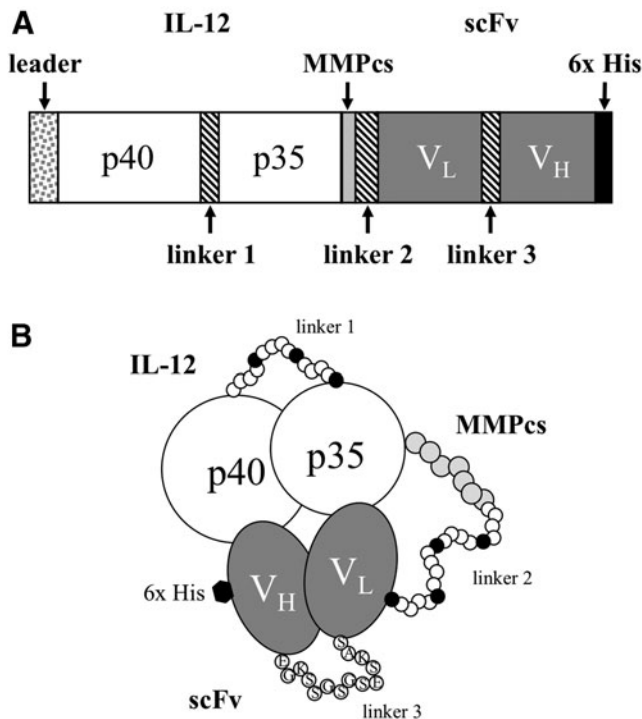 A
IL-12
scFv
leader
MMPcs
6x His
p40
p35
VL
VH
linker 1
linker 2
linker 3
B
linker 1
IL-12
MMPcs
p40
p35
linker 2
6x His
VH
VL
EGKSSGSGSESKAS
scFv
linker 3